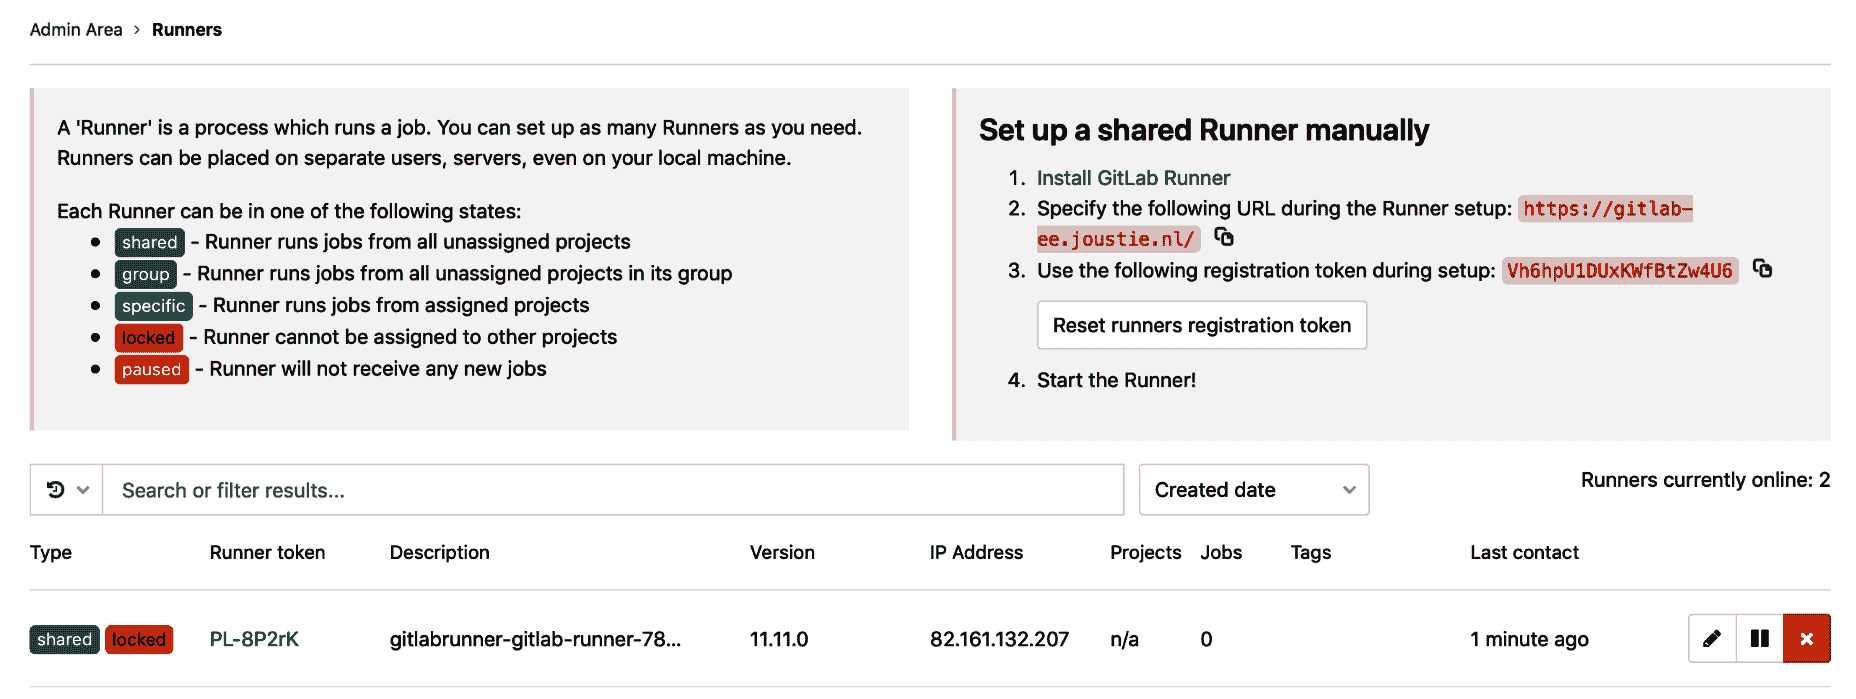 Admin Area > Runners
A 'Runner' is a process which runs a job. You can set up as many Runners as you need.
Runners can be placed on separate users, servers, even on your local machine.
Each Runner can be in one of the following states:
shared - Runner runs jobs from all unassigned projects
group - Runner runs jobs from all unassigned projects in its group
specific - Runner runs jobs from assigned projects
locked - Runner cannot be assigned to other projects
paused - Runner will not receive any new jobs
Set up a shared Runner manually
1. Install GitLab Runner
2. Specify the following URL during the Runner setup: https://gitlab-
ee.joustie.nl/
3. Use the following registration token during setup: Vh6hpU1DUxKWfBtZw4U6
Reset runners registration token
4. Start the Runner!
Search or filter results...
Created date
Runners currently online: 2
Type Runner token Description Version IP Address Projects Jobs Tags Last contact
shared locked PL-8P2rK gitlabrunner-gitlab-runner-78... 11.11.0 82.161.132.207 n/a 0 1 minute ago